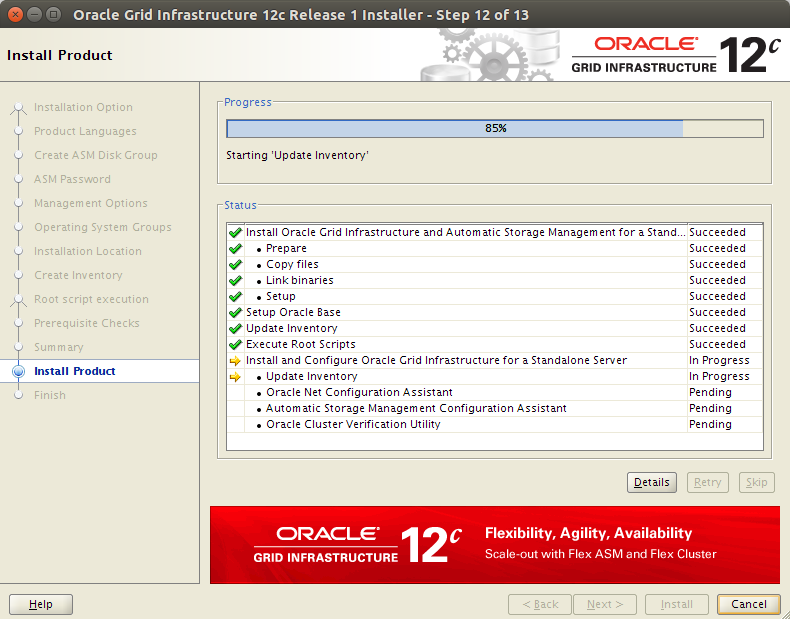 Oracle Grid Infrastructure 12c Release 1 Installer - Step 12 of 13
Install Product
ORACLE®
GRID INFRASTRUCTURE 12c
Installation Option
Product Languages
Create ASM Disk Group
ASM Password
Management Options
Operating System Groups
Installation Location
Create Inventory
Root script execution
Prerequisite Checks
Summary
Install Product
Finish
Progress
85%
Starting 'Update Inventory'
Status
Install Oracle Grid Infrastructure and Automatic Storage Management for a Stand... Succeeded
• Prepare Succeeded
• Copy files Succeeded
• Link binaries Succeeded
• Setup Succeeded
Setup Oracle Base Succeeded
Update Inventory Succeeded
Execute Root Scripts Succeeded
Install and Configure Oracle Grid Infrastructure for a Standalone Server In Progress
• Update Inventory In Progress
• Oracle Net Configuration Assistant Pending
• Automatic Storage Management Configuration Assistant Pending
• Oracle Cluster Verification Utility Pending
Details Retry Skip
ORACLE®
GRID INFRASTRUCTURE 12c
Flexibility, Agility, Availability
Scale-out with Flex ASM and Flex Cluster
Help < Back Next > Install Cancel